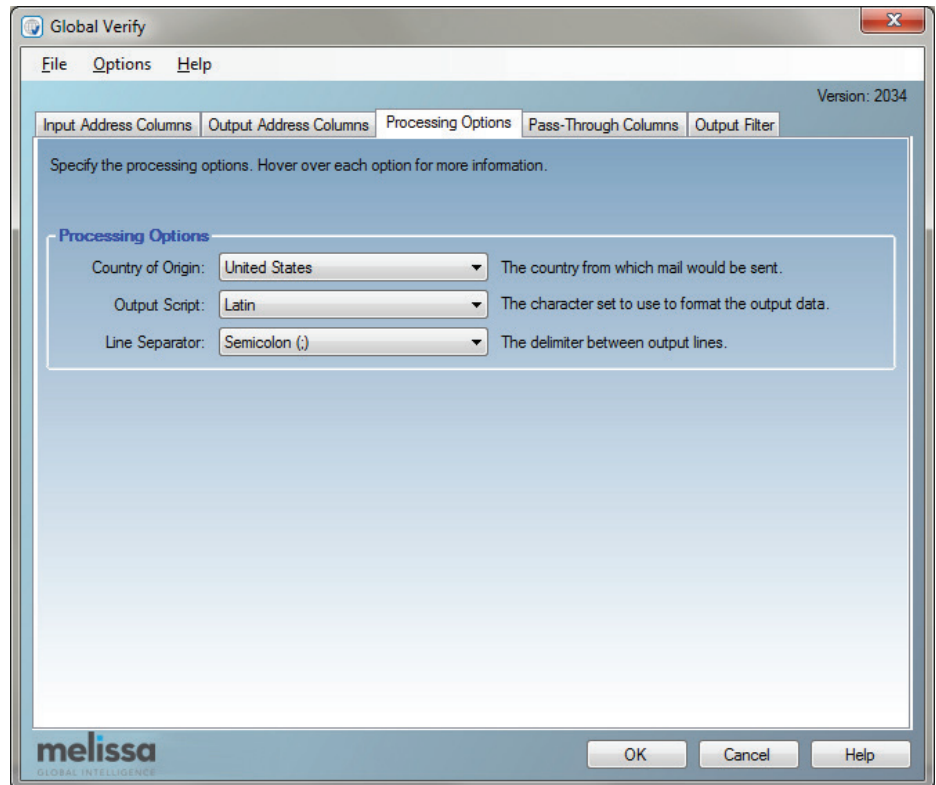 Global Verify
File Options Help
Version: 2034
Input Address Columns Output Address Columns Processing Options Pass-Through Columns Output Filter
Specify the processing options. Hover over each option for more information.
Processing Options
Country of Origin: United States The country from which mail would be sent.
Output Script: Latin The character set to use to format the output data.
Line Separator: Semicolon (;) The delimiter between output lines.
melissa
GLOBAL INTELLIGENCE
OK Cancel Help